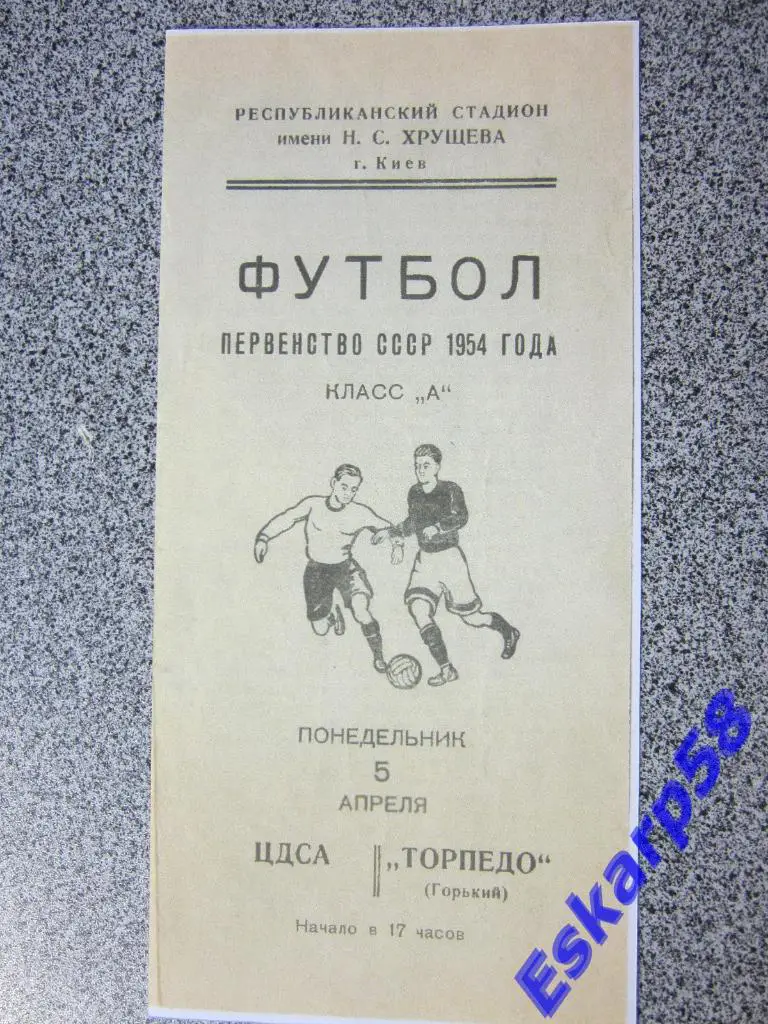 РЕСПУБЛИКАНСКИЙ СТАДИОН
имени Н. С. ХРУЩЕВА
г. Киев
ФУТБОЛ
ПЕРВЕНСТВО СССР 1954 ГОДА
КЛАСС „А“
ПОНЕДЕЛЬНИК
5
АПРЕЛЯ
ЦДСА „ТОРПЕДО“
(Горький)
Начало в 17 часов
Eskarp58